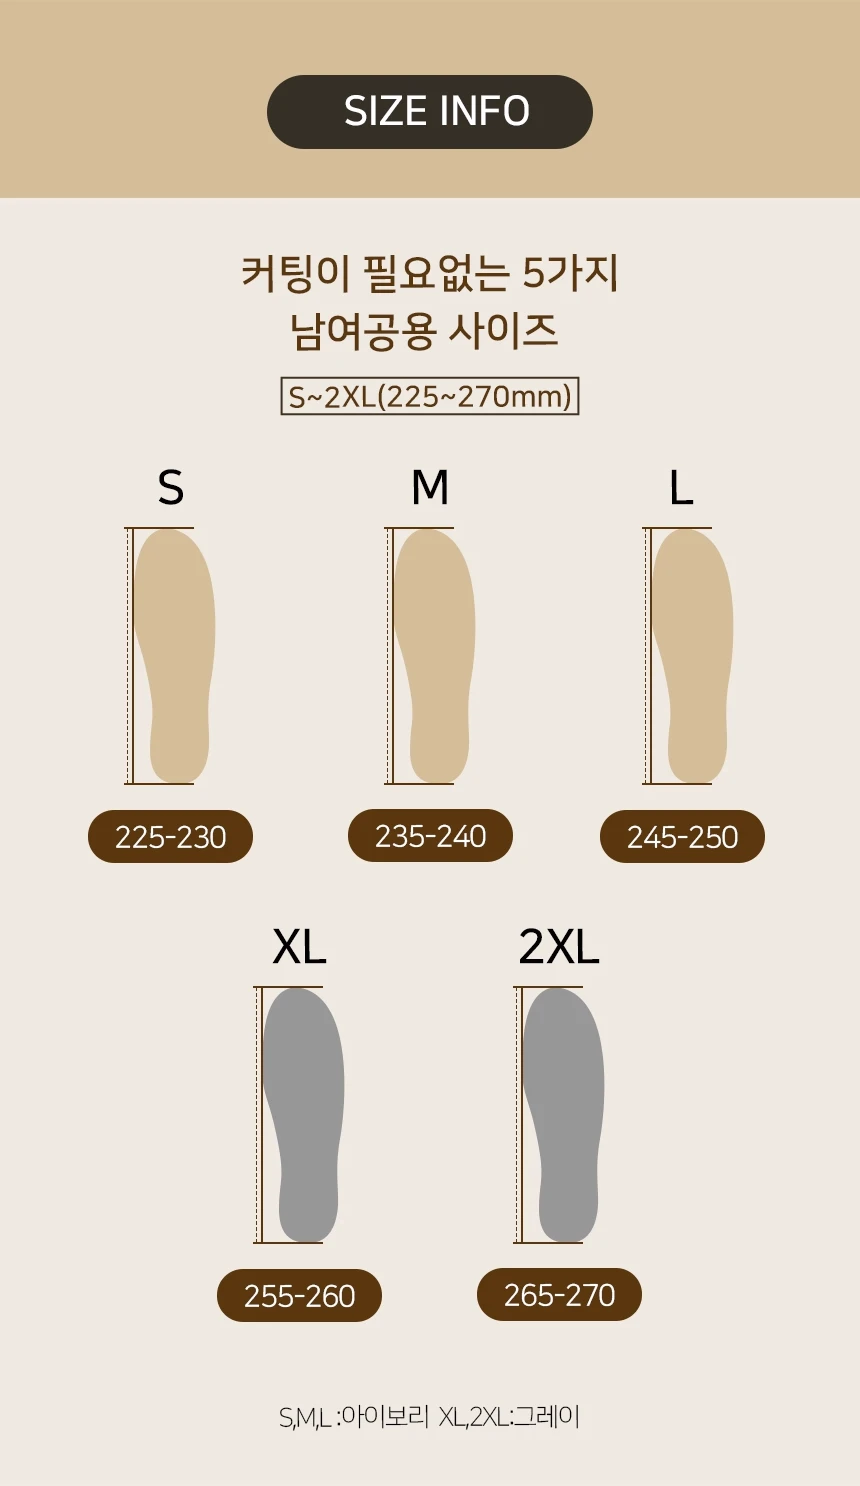 SIZE INFO
커팅이 필요없는 5가지
남여공용 사이즈
S~2XL(225~270mm)
S M L
225-230 235-240 245-250
XL 2XL
255-260 265-270
S,M,L :아이보리 XL,2XL:그레이